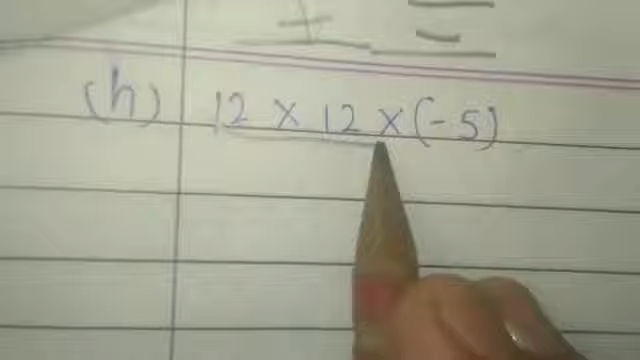 (h) 12 × 12 × (-5)